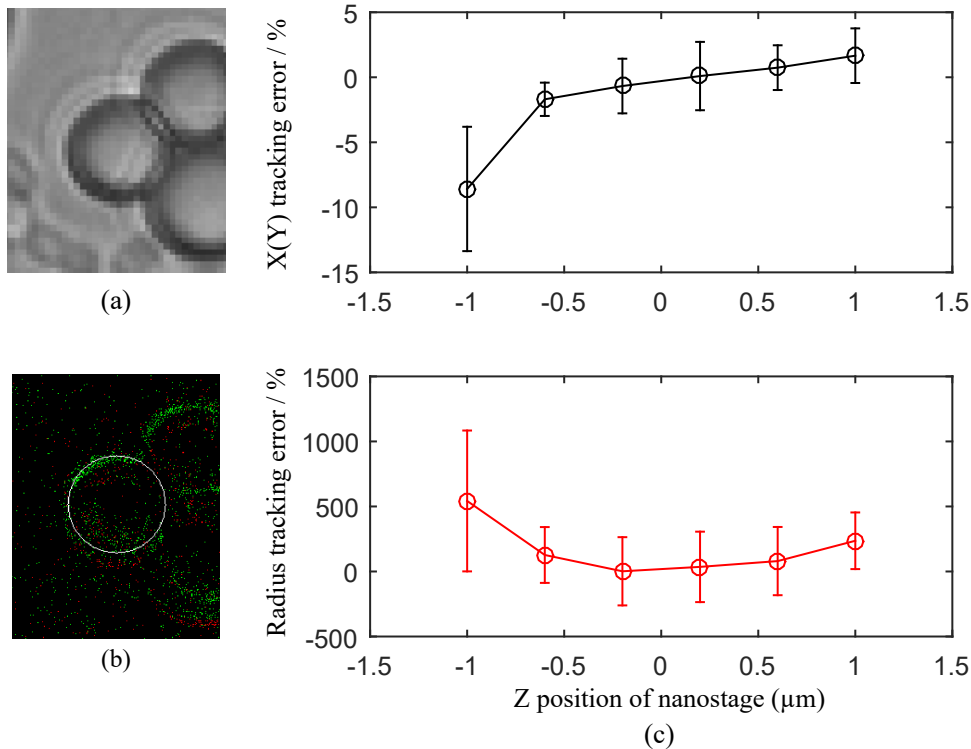 (a)
X(Y) tracking error / %
5
0
-5
-10
-15
-1.5 -1 -0.5 0 0.5 1 1.5
(b)
Radius tracking error / %
1500
1000
500
0
-500
-1.5 -1 -0.5 0 0.5 1 1.5
Z position of nanostage (µm)
(c)